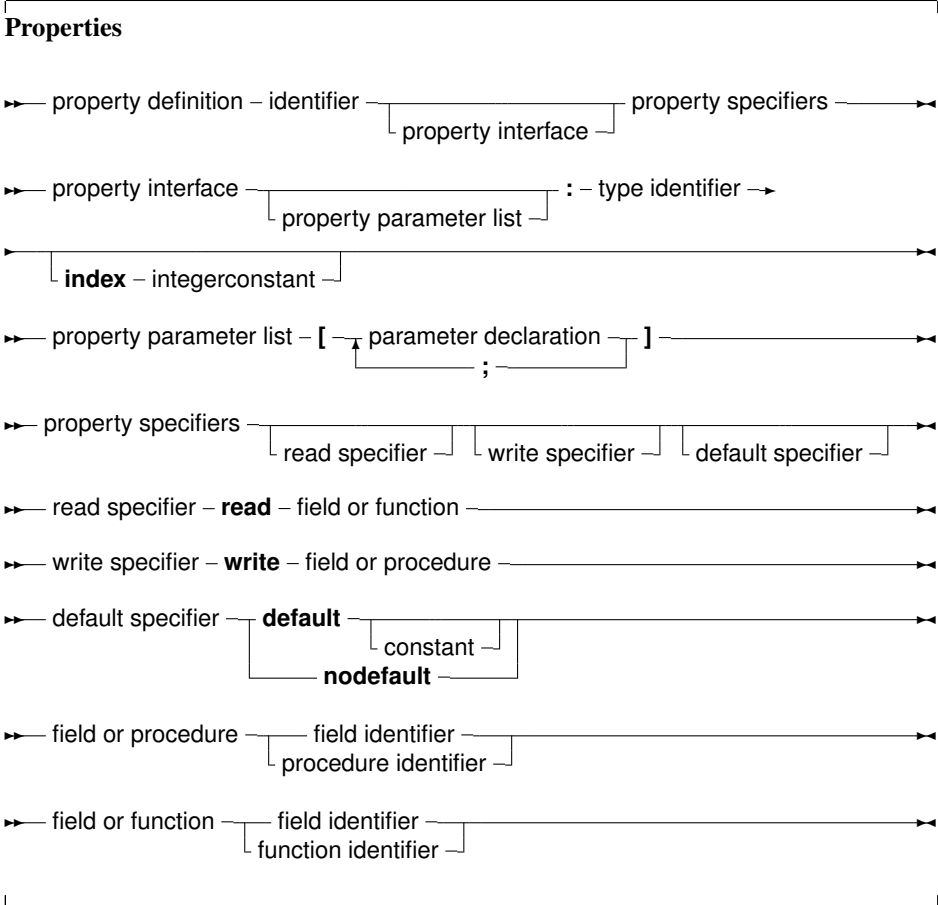 Properties
property definition – identifier property specifiers
property interface
property interface : – type identifier
property parameter list
index – integerconstant
property parameter list – [ parameter declaration ]
;
property specifiers
read specifier write specifier default specifier
read specifier – read – field or function
write specifier – write – field or procedure
default specifier default
constant
nodefault
field or procedure field identifier
procedure identifier
field or function field identifier
function identifier